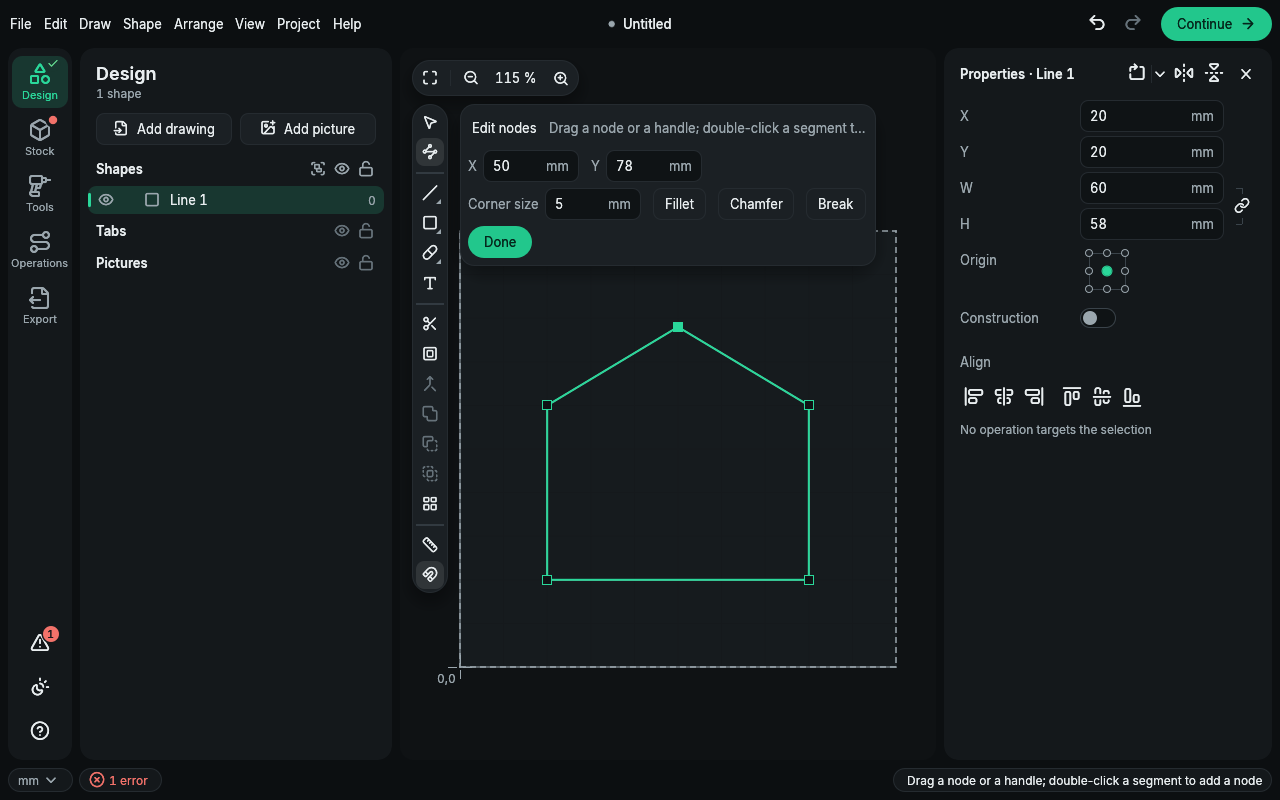 File Edit Draw Shape Arrange View Project Help
Untitled
Continue
Design
Stock
Tools
Operations
Export
1
Design
1 shape
Add drawing
Add picture
Shapes
Line 1 0
Tabs
Pictures
115 %
Edit nodes Drag a node or a handle; double-click a segment t...
X 50 mm Y 78 mm
Corner size 5 mm Fillet Chamfer Break
Done
0,0
Properties · Line 1
X 20 mm
Y 20 mm
W 60 mm
H 58 mm
Origin
Construction
Align
No operation targets the selection
mm
1 error
Drag a node or a handle; double-click a segment to add a node